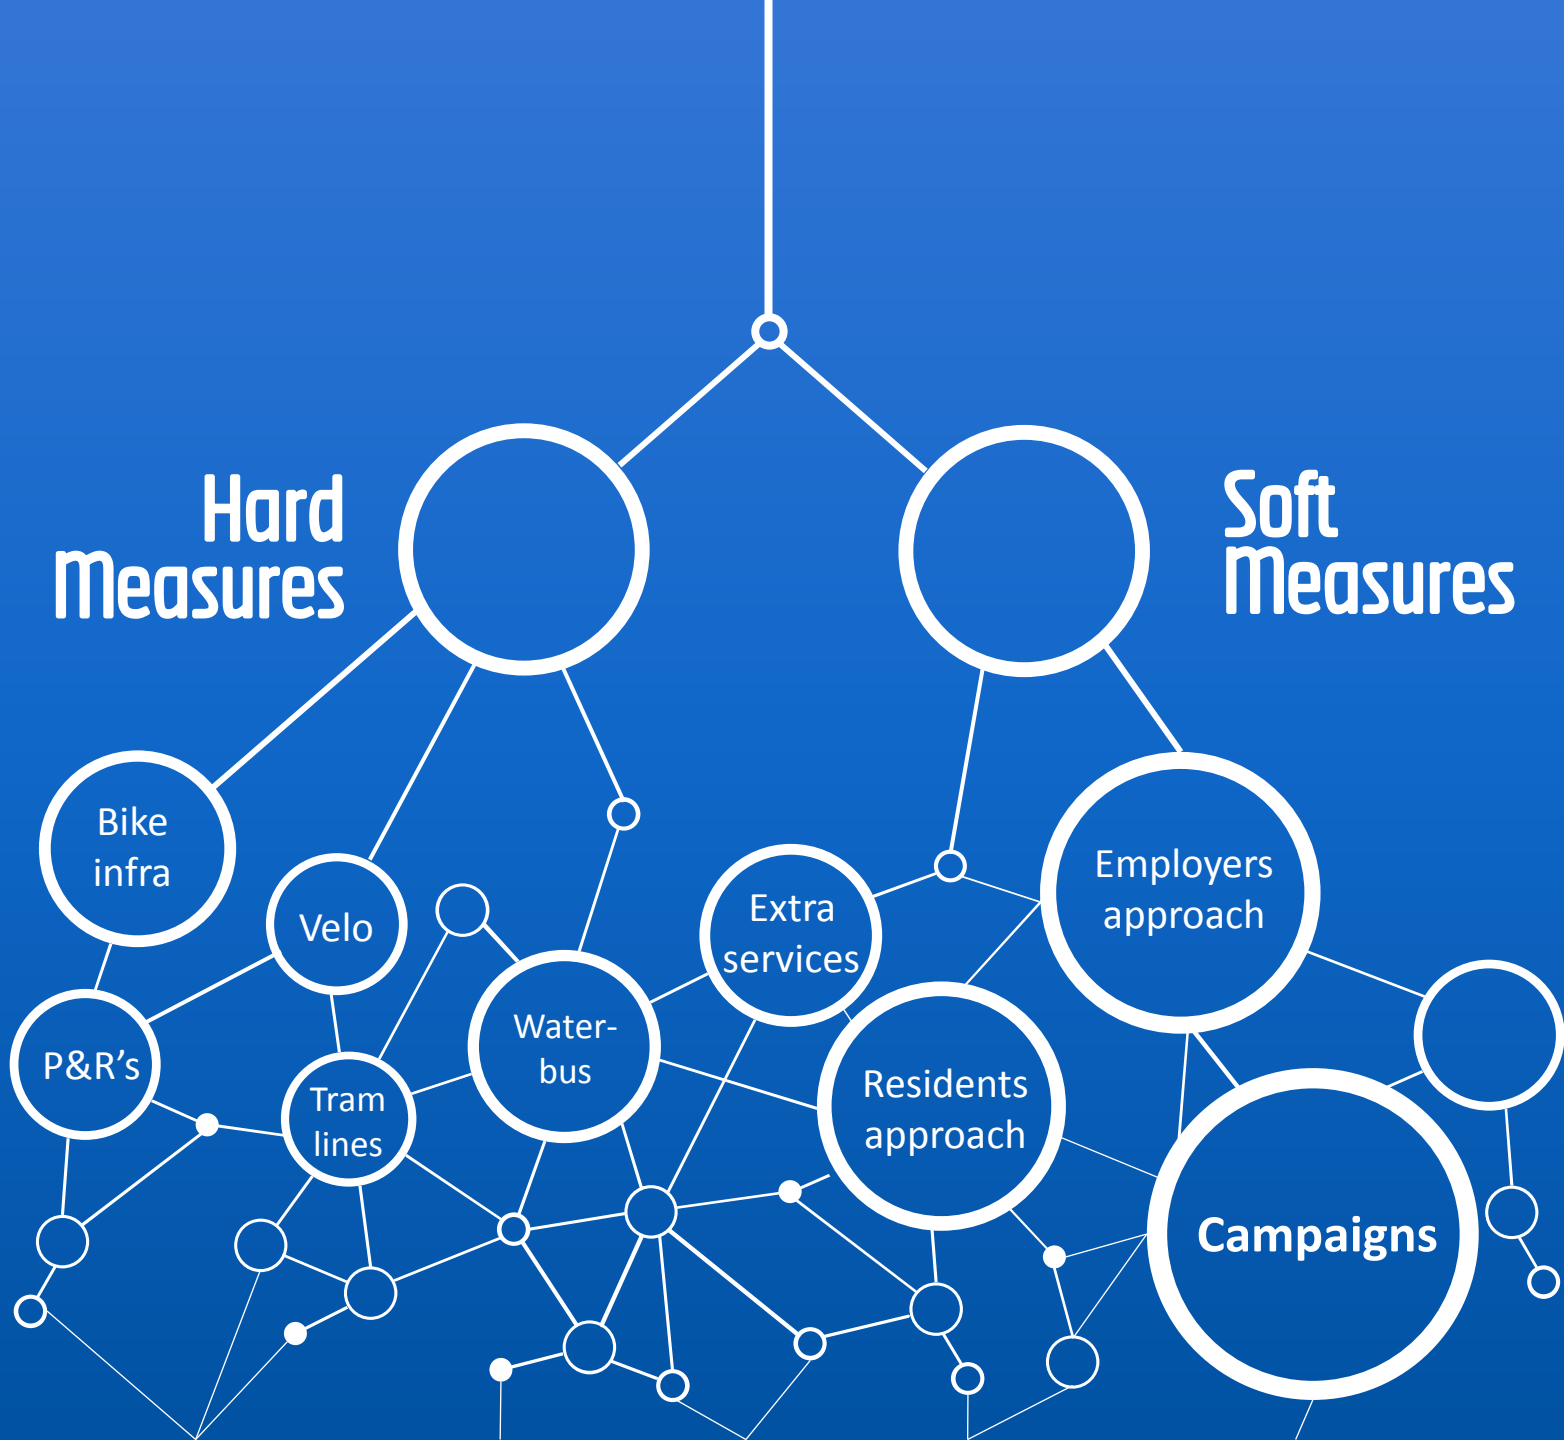 Hard
Measures
Soft
Measures
Bike
infra
Velo
Extra
services
Employers
approach
P&R’s
Tram
lines
Water-
bus
Residents
approach
Campaigns